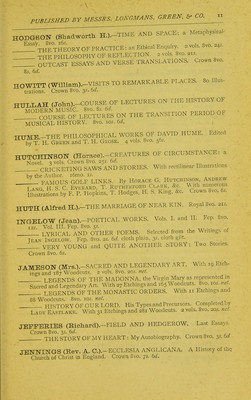 PUBLISHED BY MESSRS. LONGMANS, GREEN, & CO. 11
HODGSON (Shadworth H.).—TIME AND SPACE: a Metaphysical
Essay. 8vo. 16s.
THE THEORY OF PRACTICE: an Ethical Enquiry. 2 vols. 8vo. 24s.
THE PHILOSOPHY OF REFLECTION. 2 vols. 8vo. 21s.
OUTCAST ESSAYS AND VERSE TRANSLATIONS. Crown 8vo.
8s. 6d.
HOWITT (William).—VISITS TO REMARKABLE PLACES. 80 Illus-
trations. Crown 8vo. 3s. 6d.
HULLAH (John).—COURSE OF LECTURES ON THE HISTORY OF
MODERN MUSIC. 8vo. 8s. 6d.
COURSE OF LECTURES ON THE TRANSITION PERIOD OF
MUSICAL HISTORY. 8vo. 10s. 6d.
HUME.—THE PHILOSOPHICAL WORKS OF DAVID HUME. Edited
by T. H. GREEN and T. H. GROSE. 4 vols. 8vo. 56s.
HUTCHINSON (Horace).—CREATURES OF CIRCUMSTANCE: a
Novel. 3 vols. Crown 8vo. 25s. 6d.
CRICKETING SAWS AND STORIES. With rectilinear Illustrations
by the Author. 16mo. 1s.
FAMOUS GOLF LINKS. By HORACE G. HUTCHINSON, ANDREW
LANG, H. S. C. EVERARD, T. RUTHERFORD CLARK, &c. With numerous
Illustrations by F. P. Hopkins, T. Hodges, H. S. King, &c. Crown 8vo. 6s.
HUTH (Alfred H.).—THE MARRIAGE OF NEAR KIN. Royal 8vo. 21s.
INGELOW (Jean).—POETICAL WORKS. Vols. I. and II. Fcp. 8vo.
12s. Vol. III. Fcp. 8vo. 5s.
LYRICAL AND OTHER POEMS. Selected from the Writings of
JEAN INGELOW. Fcp. 8vo. 2s. 6d. cloth plain, 3s. cloth gilt.
VERY YOUNG and QUITE ANOTHER STORY: Two Stories
Crown 8vo. 6s.
JAMESON (Mrs.).—SACRED AND LEGENDARY ART. With 19 Etch-
ings and 187 Woodcuts. 2 vols. 8vo. 20s. net.
LEGENDS OF THE MADONNA, the Virgin Mary as represented in
Sacred and Legendary Art. With 27 Etchings and 165 Woodcuts. 8vo. 10s. net.
LEGENDS OF THE MONASTIC ORDERS. With 11 Etchings and
88 Woodcuts. 8vo. 10s. net.
HISTORY OF OUR LORD. His Types and Precursors. Completed by
LADY EASTLAKE. With 31 Etchings and 281 Woodcuts. 2 vols. 8vo. 20s. net.
JEFFERIES (Richard).—FIELD AND HEDGEROW. Last Essays.
Crown 8vo. 3s. 6d.
THE STORY OF MY HEART: My Autobiography. Crown 8vo. 3s. 6d.
JENNINGS (Rev. A. C.).—ECCLESIA ANGLICANA. A History of the
Church of Christ in England. Crown 8vo. 7s. 6d.